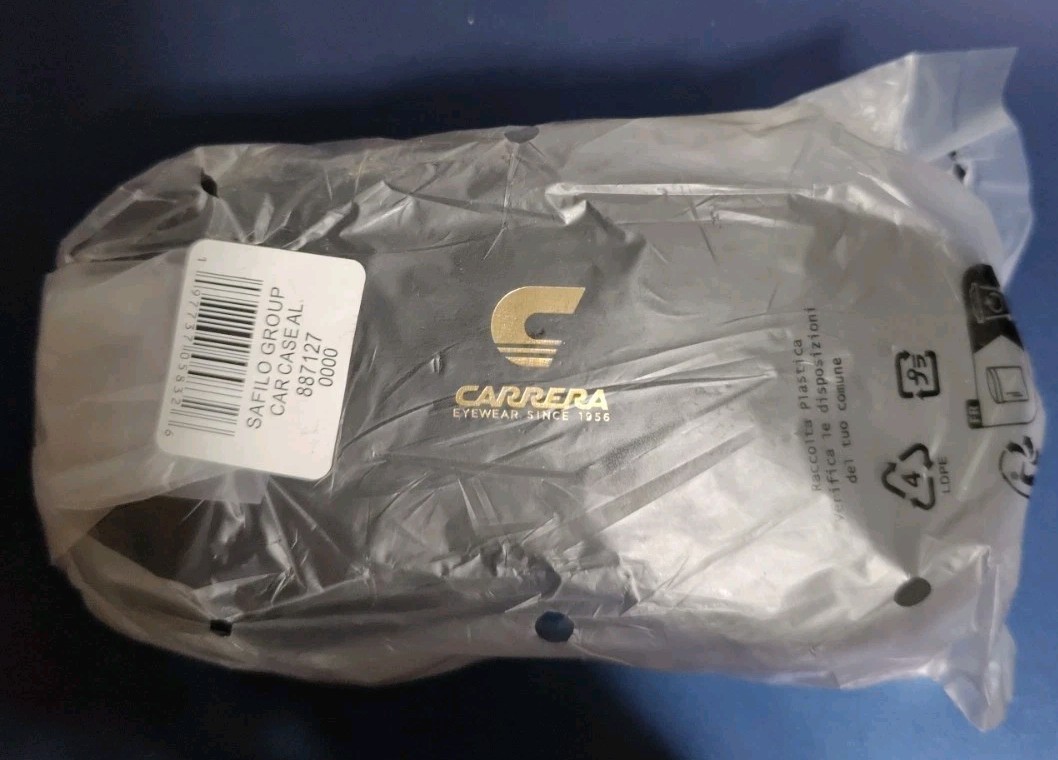 SAFILO GROUP
CAR CASE AL.
887127
0000
CARRERA
EYEWEAR SINCE 1956
Raccolta Plastica
Verifica le disposizioni
del tuo comune
4
LDPE
FR